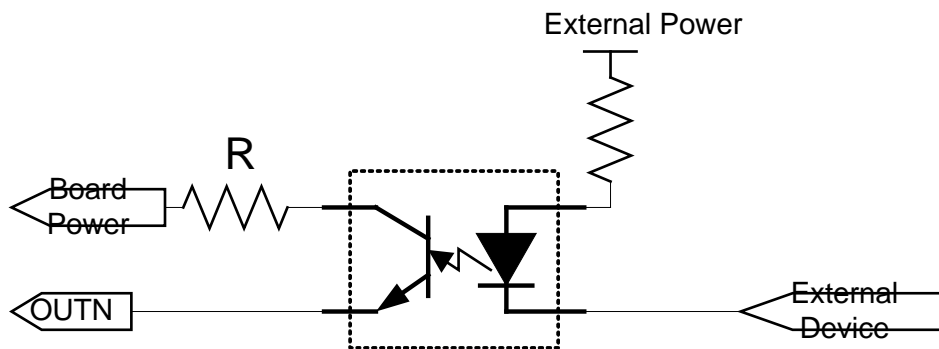 External Power
R
Board
Power
OUTN
External
Device